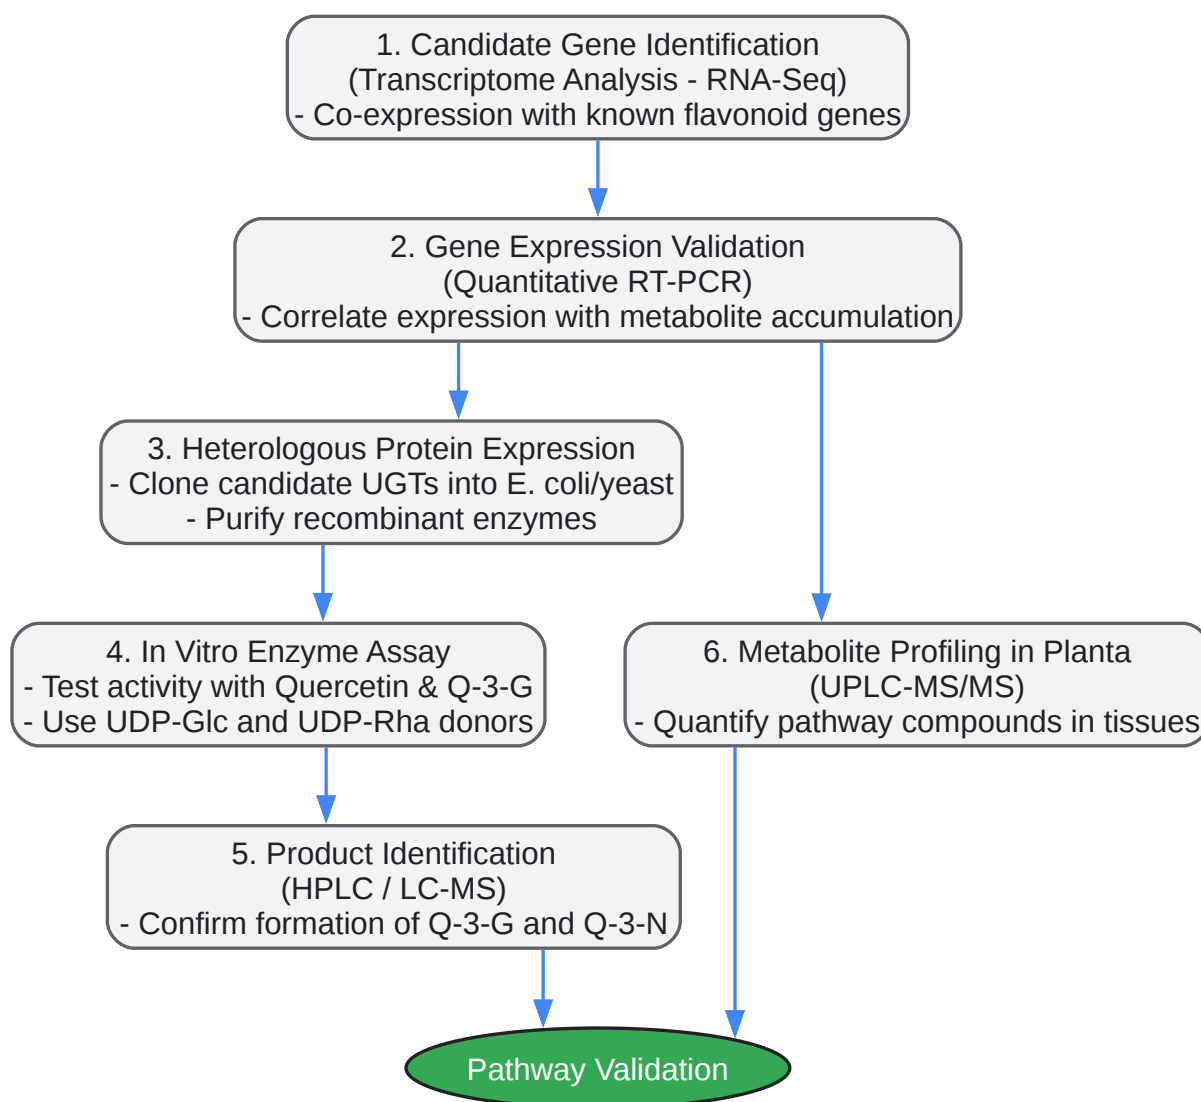 1. Candidate Gene Identification
(Transcriptome Analysis - RNA-Seq)
- Co-expression with known flavonoid genes
2. Gene Expression Validation
(Quantitative RT-PCR)
- Correlate expression with metabolite accumulation
3. Heterologous Protein Expression
- Clone candidate UGTs into E. coli/yeast
- Purify recombinant enzymes
4. In Vitro Enzyme Assay
- Test activity with Quercetin & Q-3-G
- Use UDP-Glc and UDP-Rha donors
5. Product Identification
(HPLC / LC-MS)
- Confirm formation of Q-3-G and Q-3-N
6. Metabolite Profiling in Planta
(UPLC-MS/MS)
- Quantify pathway compounds in tissues
Pathway Validation